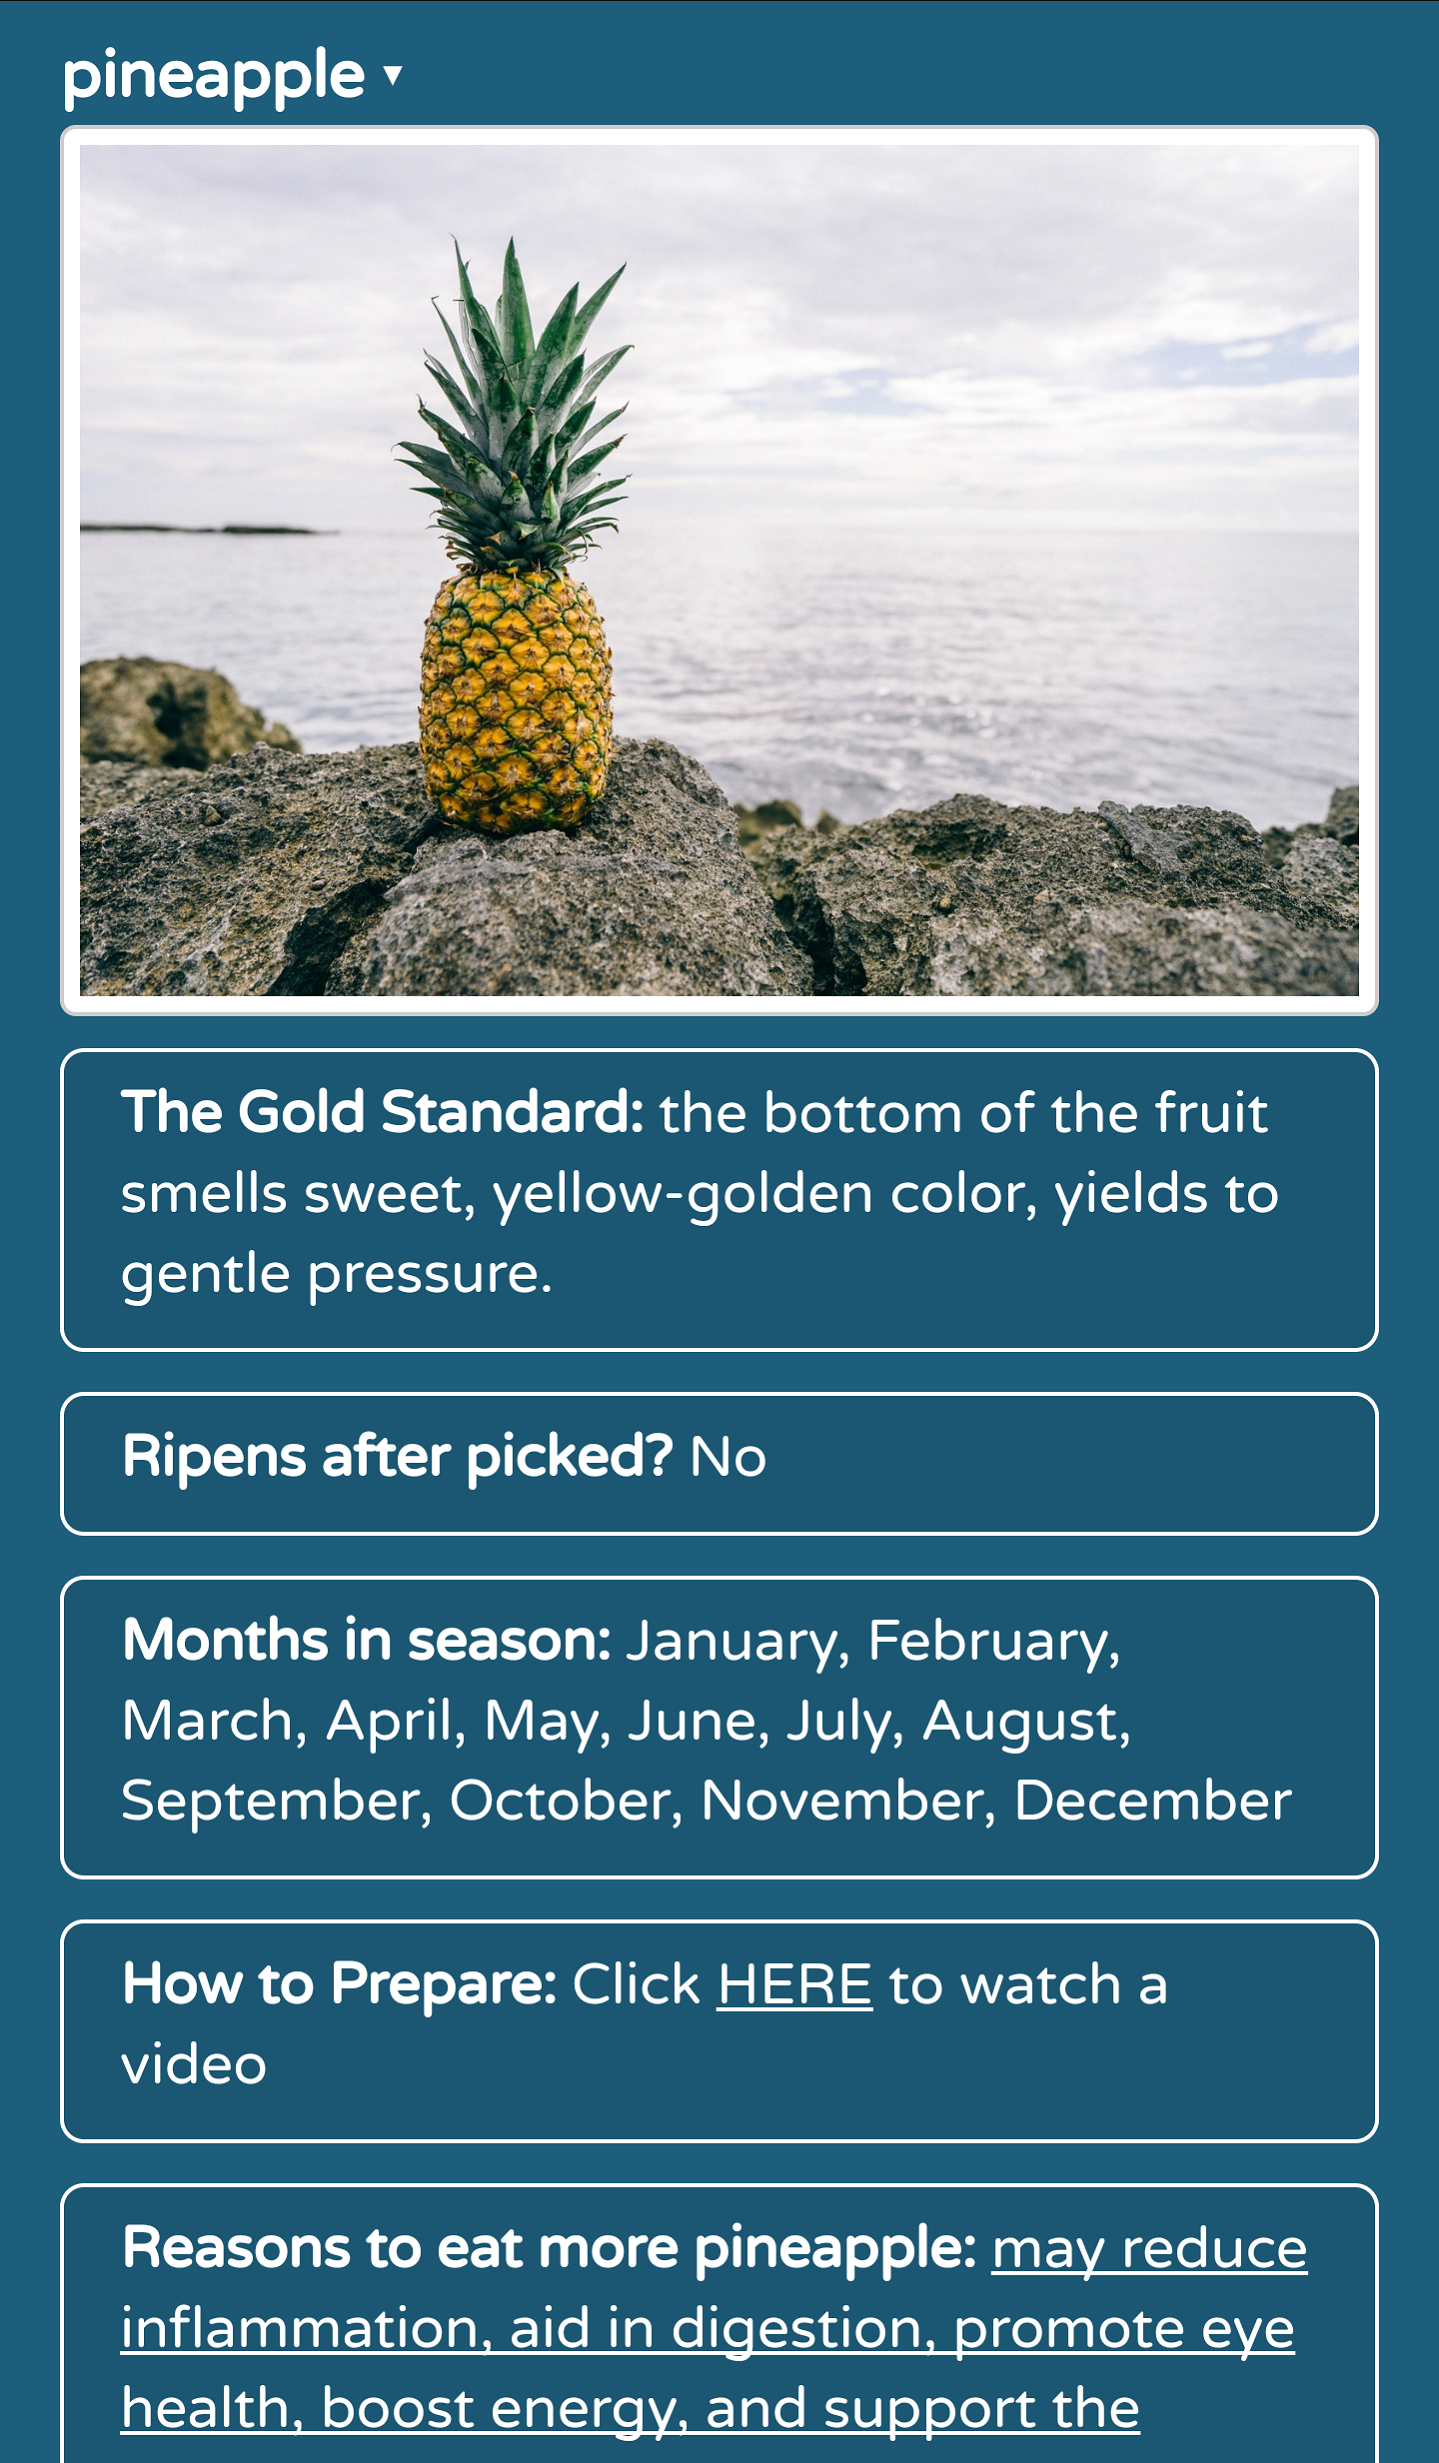 pineapple ▼
The Gold Standard: the bottom of the fruit
smells sweet, yellow-golden color, yields to
gentle pressure.
Ripens after picked? No
Months in season: January, February,
March, April, May, June, July, August,
September, October, November, December
How to Prepare: Click HERE to watch a
video
Reasons to eat more pineapple: may reduce
inflammation, aid in digestion, promote eye
health, boost energy, and support the